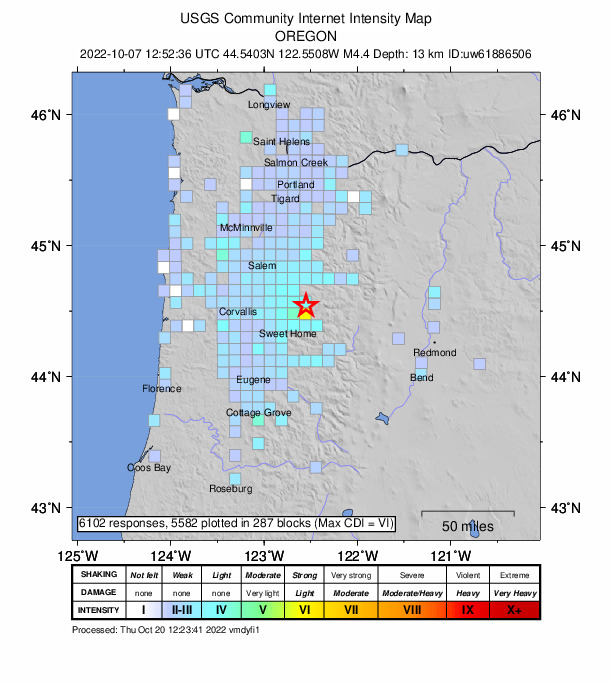 USGS Community Internet Intensity Map
OREGON
2022-10-07 12:52:36 UTC 44.5403N 122.5508W M4.4 Depth: 13 km ID:uw61886506
46°N
46°N
Longview
Saint Helens
Salmon Creek
Portland
Tigard
McMinnville
45°N
45°N
Salem
Corvallis
Sweet Home
Redmond
44°N
44°N
Eugene
Bend
Florence
Cottage Grove
Coos Bay
Roseburg
43°N
43°N
6102 responses, 5582 plotted in 287 blocks (Max CDI = VI)
50 miles
125°W 124°W 123°W 122°W 121°W
SHAKING Not felt Weak Light Moderate Strong Very strong Severe Violent Extreme
DAMAGE none none none Very light Light Moderate Moderate/Heavy Heavy Very Heavy
INTENSITY I II-III IV V VI VII VIII IX X+
Processed: Thu Oct 20 12:23:41 2022 vmdyfi1